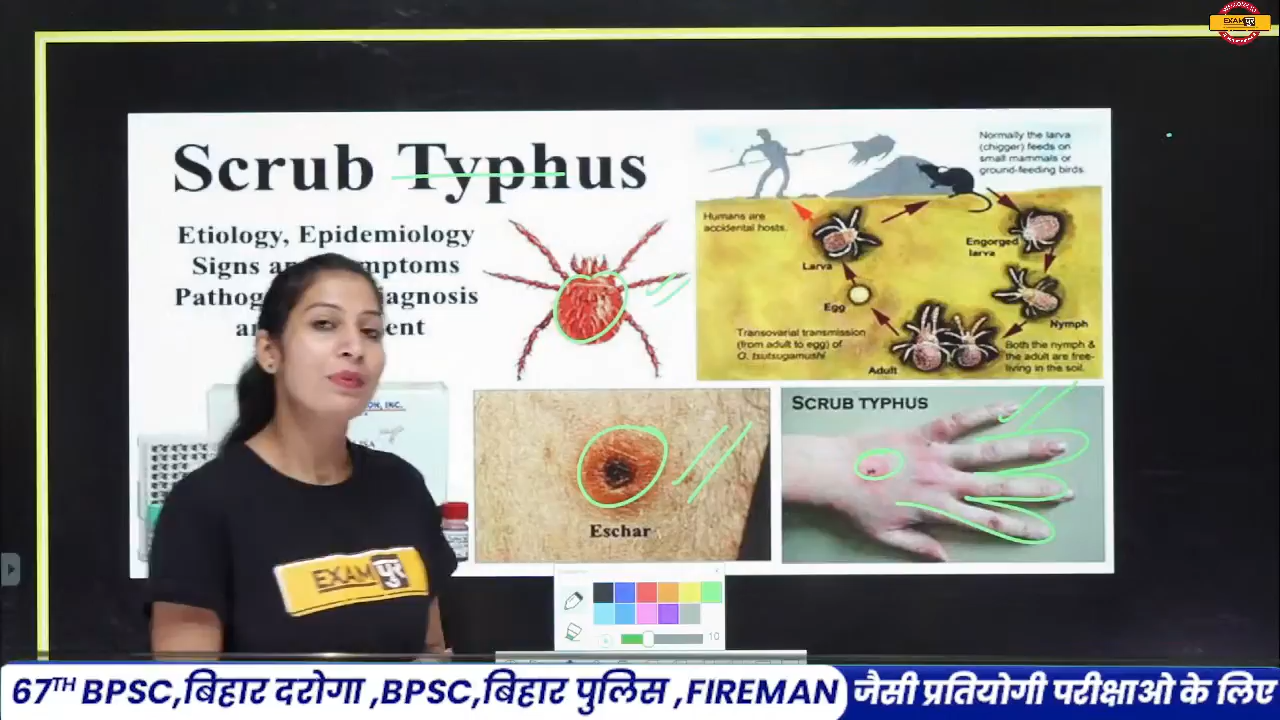 EXAM पुर
Scrub Typhus
Etiology, Epidemiology
Signs
Normally the larva
(chigger) feeds on
small mammals or
ground-feeding birds.
Humans are
accidental hosts.
Larva
Engorged
larva
Egg
Nymph
Transovarial transmission
(from adult to egg) of
O. tsutsugamushi
Adult
Both the nymph &
the adult are free-
living in the soil.
Eschar
SCRUB TYPHUS
EXAM पुर
10
67TH BPSC,बिहार दरोगा ,BPSC,बिहार पुलिस ,FIREMAN जैसी प्रतियोगी परीक्षाओ के लिए